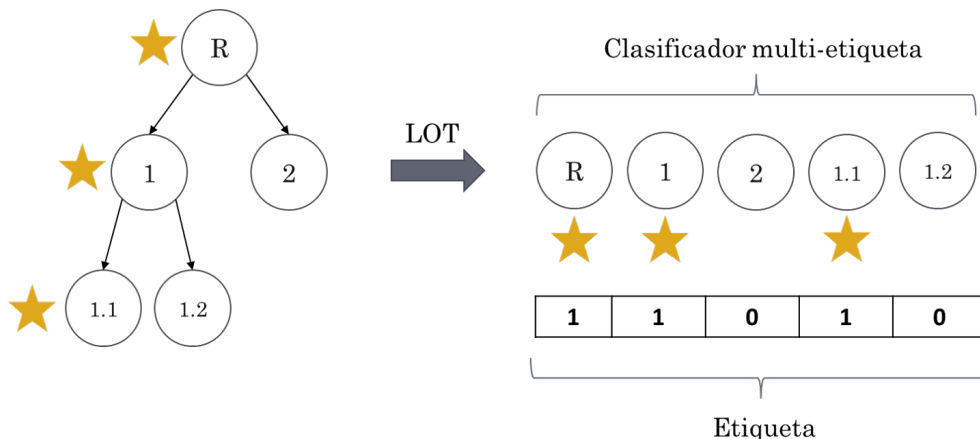 R
Clasificador multi-etiqueta
LOT
1
2
R
1
2
1.1
1.2
1.1
1.2
1 1 0 1 0
Etiqueta